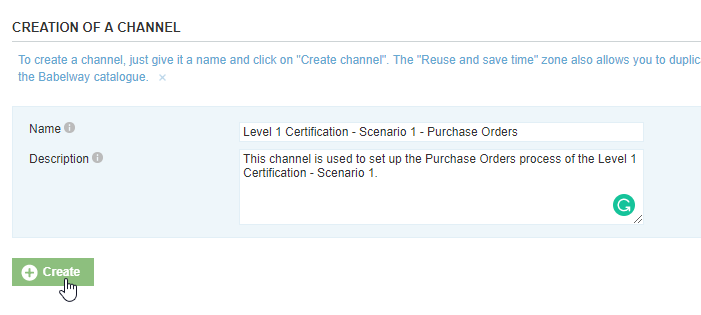 CREATION OF A CHANNEL
To create a channel, just give it a name and click on "Create channel". The "Reuse and save time" zone also allows you to duplic
the Babelway catalogue. ×
Name
Level 1 Certification - Scenario 1 - Purchase Orders
Description
This channel is used to set up the Purchase Orders process of the Level 1
Certification - Scenario 1.
Create